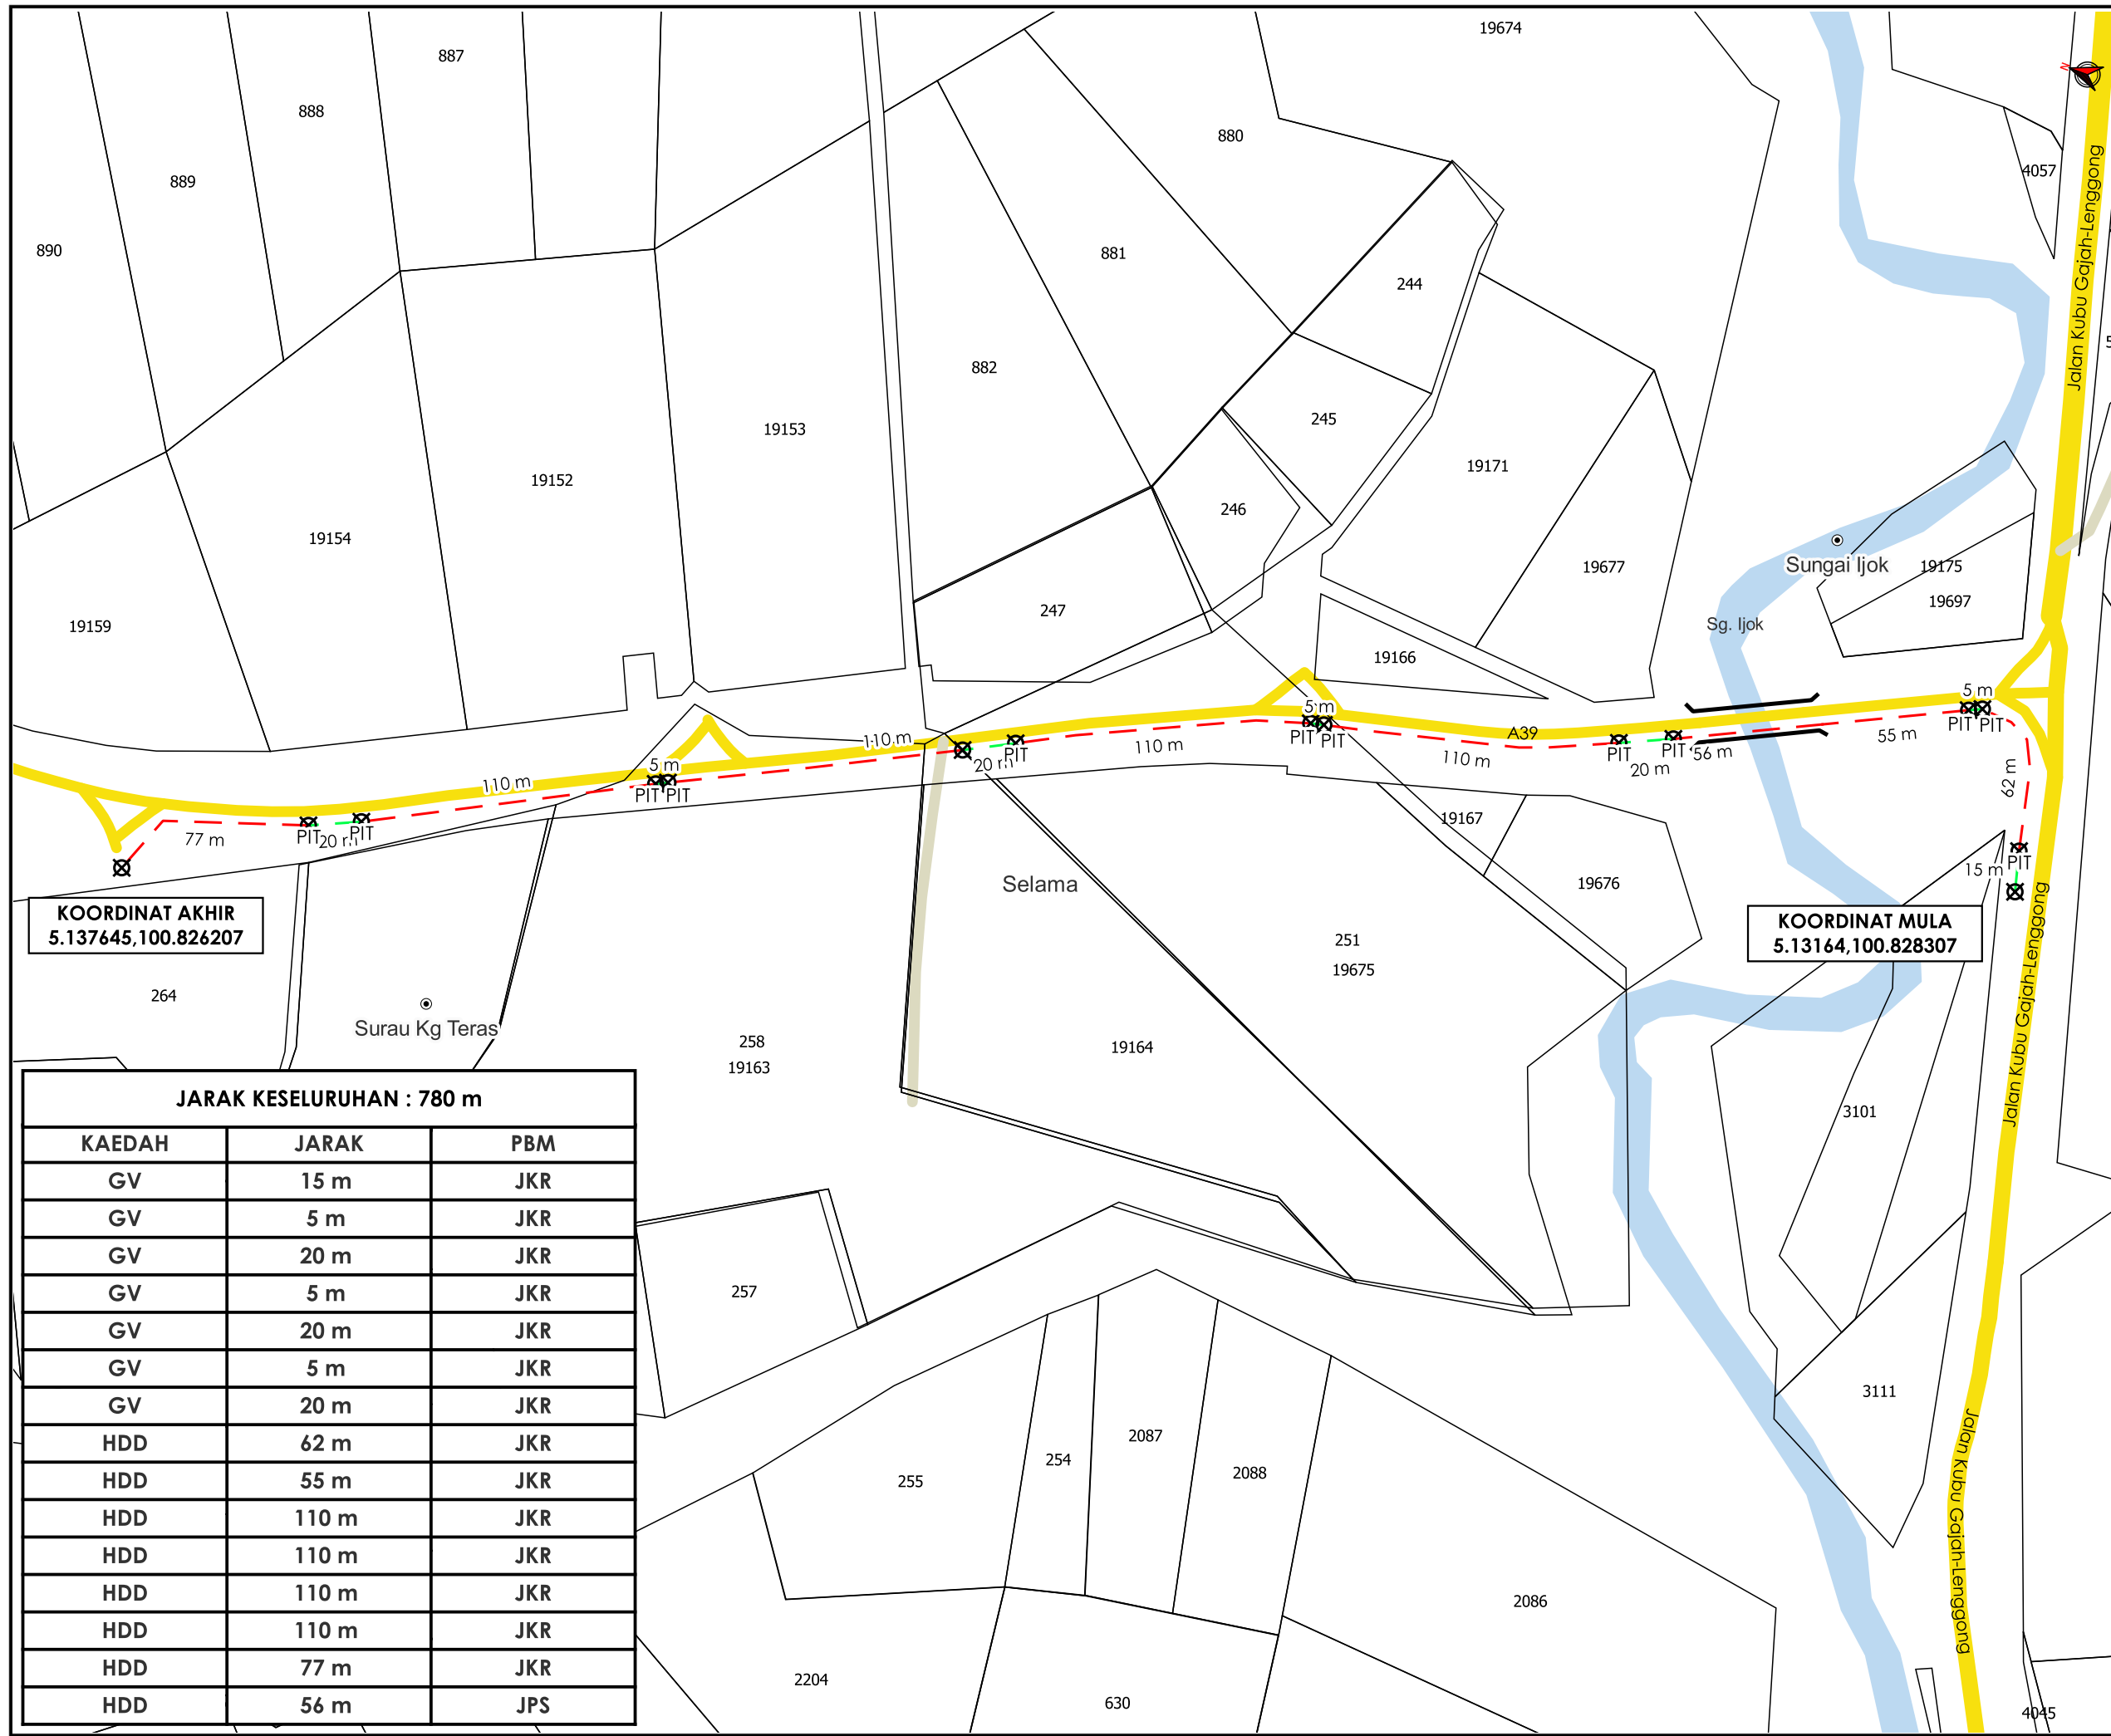 19674
887
888
880
N
889
4057
890
881
244
Jalan Kubu Gajah-Lenggong
882
245
19153
19171
19152
246
19154
Sungai Ijok
19175
19677
19697
247
19159
Sg. Ijok
19166
5 m
5 m
PIT
PIT
PIT
PIT
A39
110 m
110 m
110 m
55 m
56 m
20 m
PIT
PIT
20 m
PIT
5 m
PIT
PIT
62 m
110 m
19167
77 m
PIT
20 m
PIT
PIT
15 m
Selama
19676
KOORDINAT AKHIR
5.137645,100.826207
KOORDINAT MULA
5.13164,100.828307
251
19675
264
Surau Kg Teras
258
19163
19164
Jalan Kubu Gajah-Lenggong
3101
JARAK KESELURUHAN : 780 m
KAEDAH JARAK PBM
GV 15 m JKR
GV 5 m JKR
GV 20 m JKR
GV 5 m JKR
GV 20 m JKR
GV 5 m JKR
GV 20 m JKR
HDD 62 m JKR
HDD 55 m JKR
HDD 110 m JKR
HDD 110 m JKR
HDD 110 m JKR
HDD 110 m JKR
HDD 77 m JKR
HDD 56 m JPS
257
3111
2087
254
2088
255
Jalan Kubu Gajah-Lenggong
2086
2204
630
4045